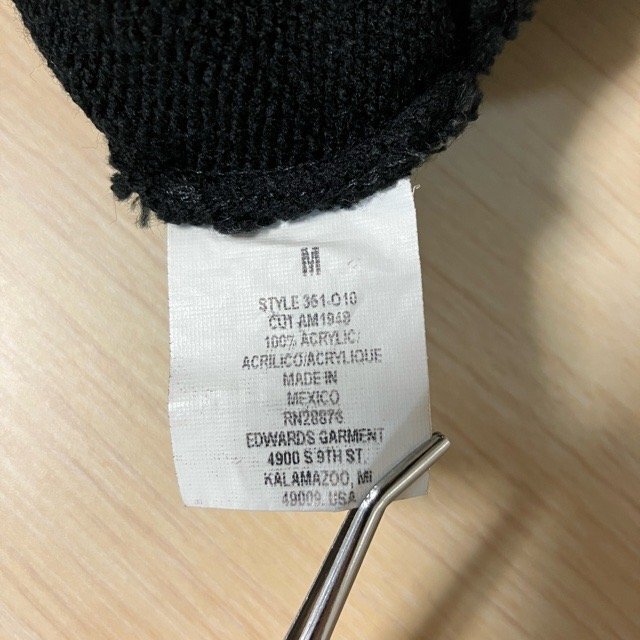 M
STYLE 361-010
CUT AM1948
100% ACRYLIC/
ACRILICO/ACRYLIQUE
MADE IN
MEXICO
RN28876
EDWARDS GARMENT
4900 S 9TH ST.
KALAMAZOO, MI
49009, USA